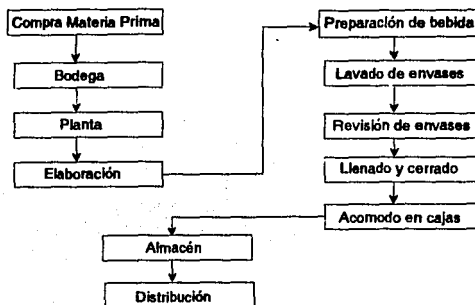 Compra Materia Prima
Bodega
Planta
Elaboración
Preparación de bebida
Lavado de envases
Revisión de envases
Llenado y cerrado
Acomodo en cajas
Almacén
Distribución